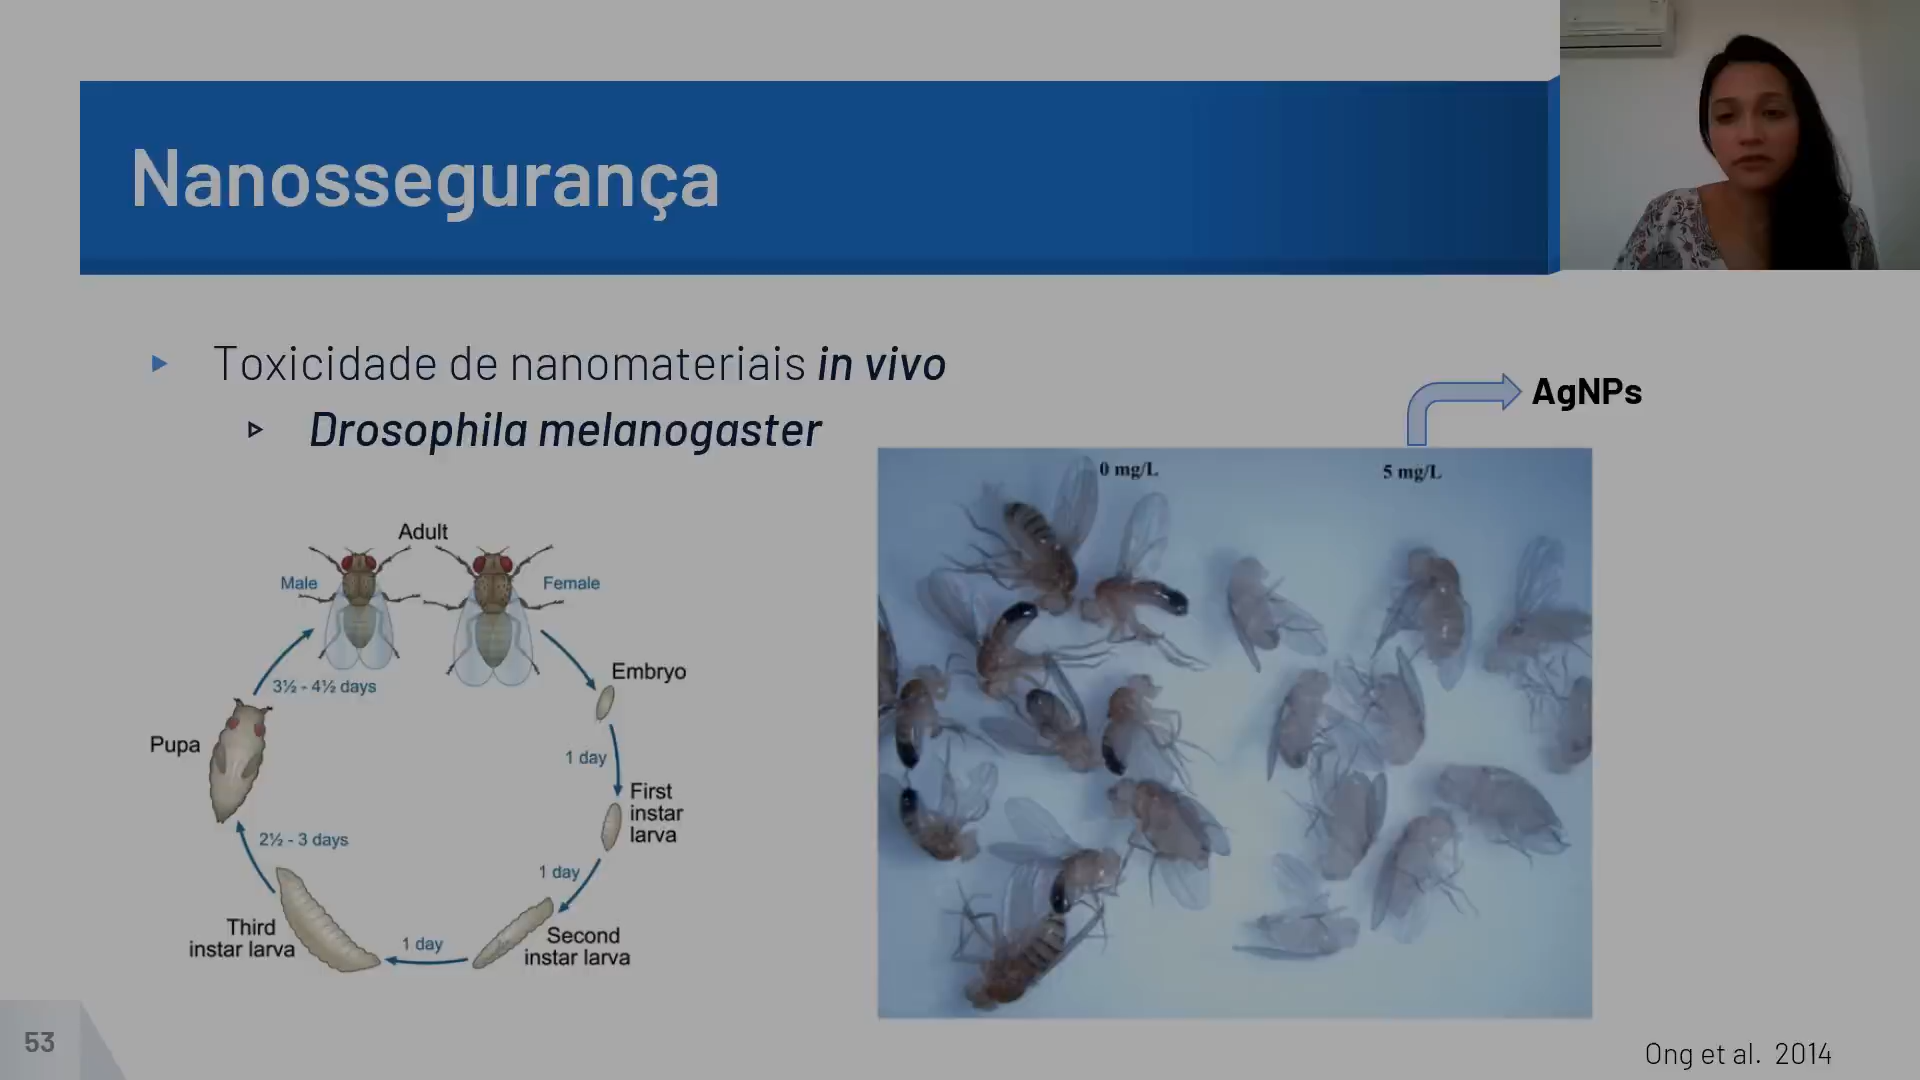 Nanossegurança
Toxicidade de nanomateriais in vivo
Drosophila melanogaster
AgNPs
0 mg/L
5 mg/L
Adult
Male
Female
3½ - 4½ days
Embryo
Pupa
1 day
First
instar
larva
2½ - 3 days
1 day
Third
instar larva
1 day
Second
instar larva
53
Ong et al. 2014